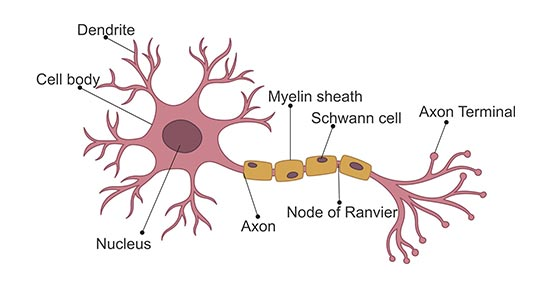 Dendrite
Cell body
Myelin sheath
Schwann cell
Axon Terminal
Node of Ranvier
Axon
Nucleus